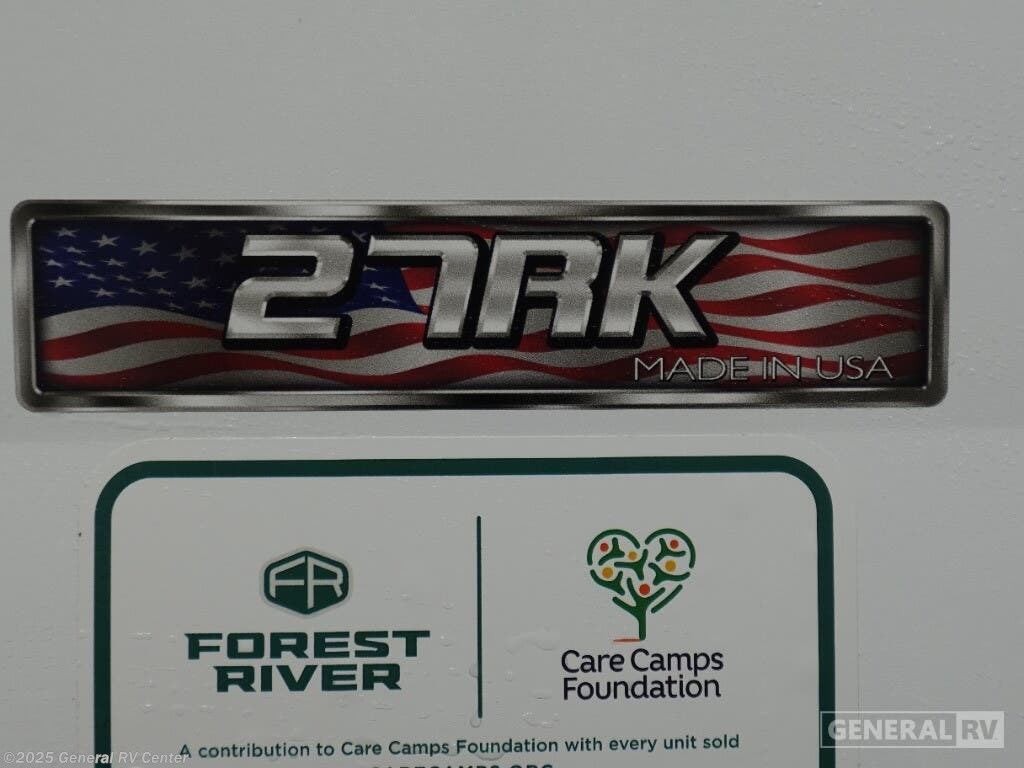 27RK
MADE IN USA
FR
FOREST
RIVER
Care Camps
Foundation
A contribution to Care Camps Foundation with every unit sold
GENERAL RV
©2025 General RV Center